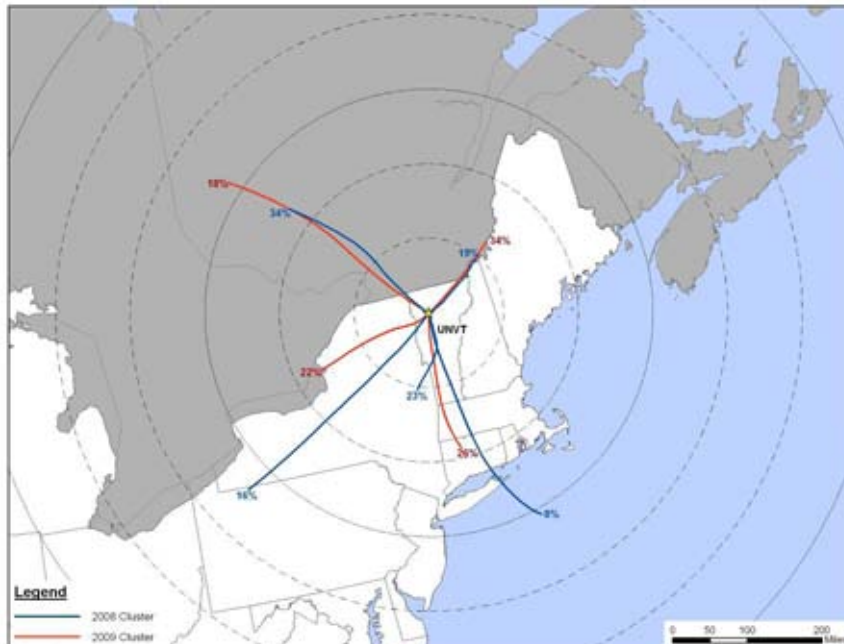 18%
34%
34%
19%
UNVT
22%
23%
26%
16%
8%
Legend
2008 Cluster
2009 Cluster
0 50 100 200
Miles